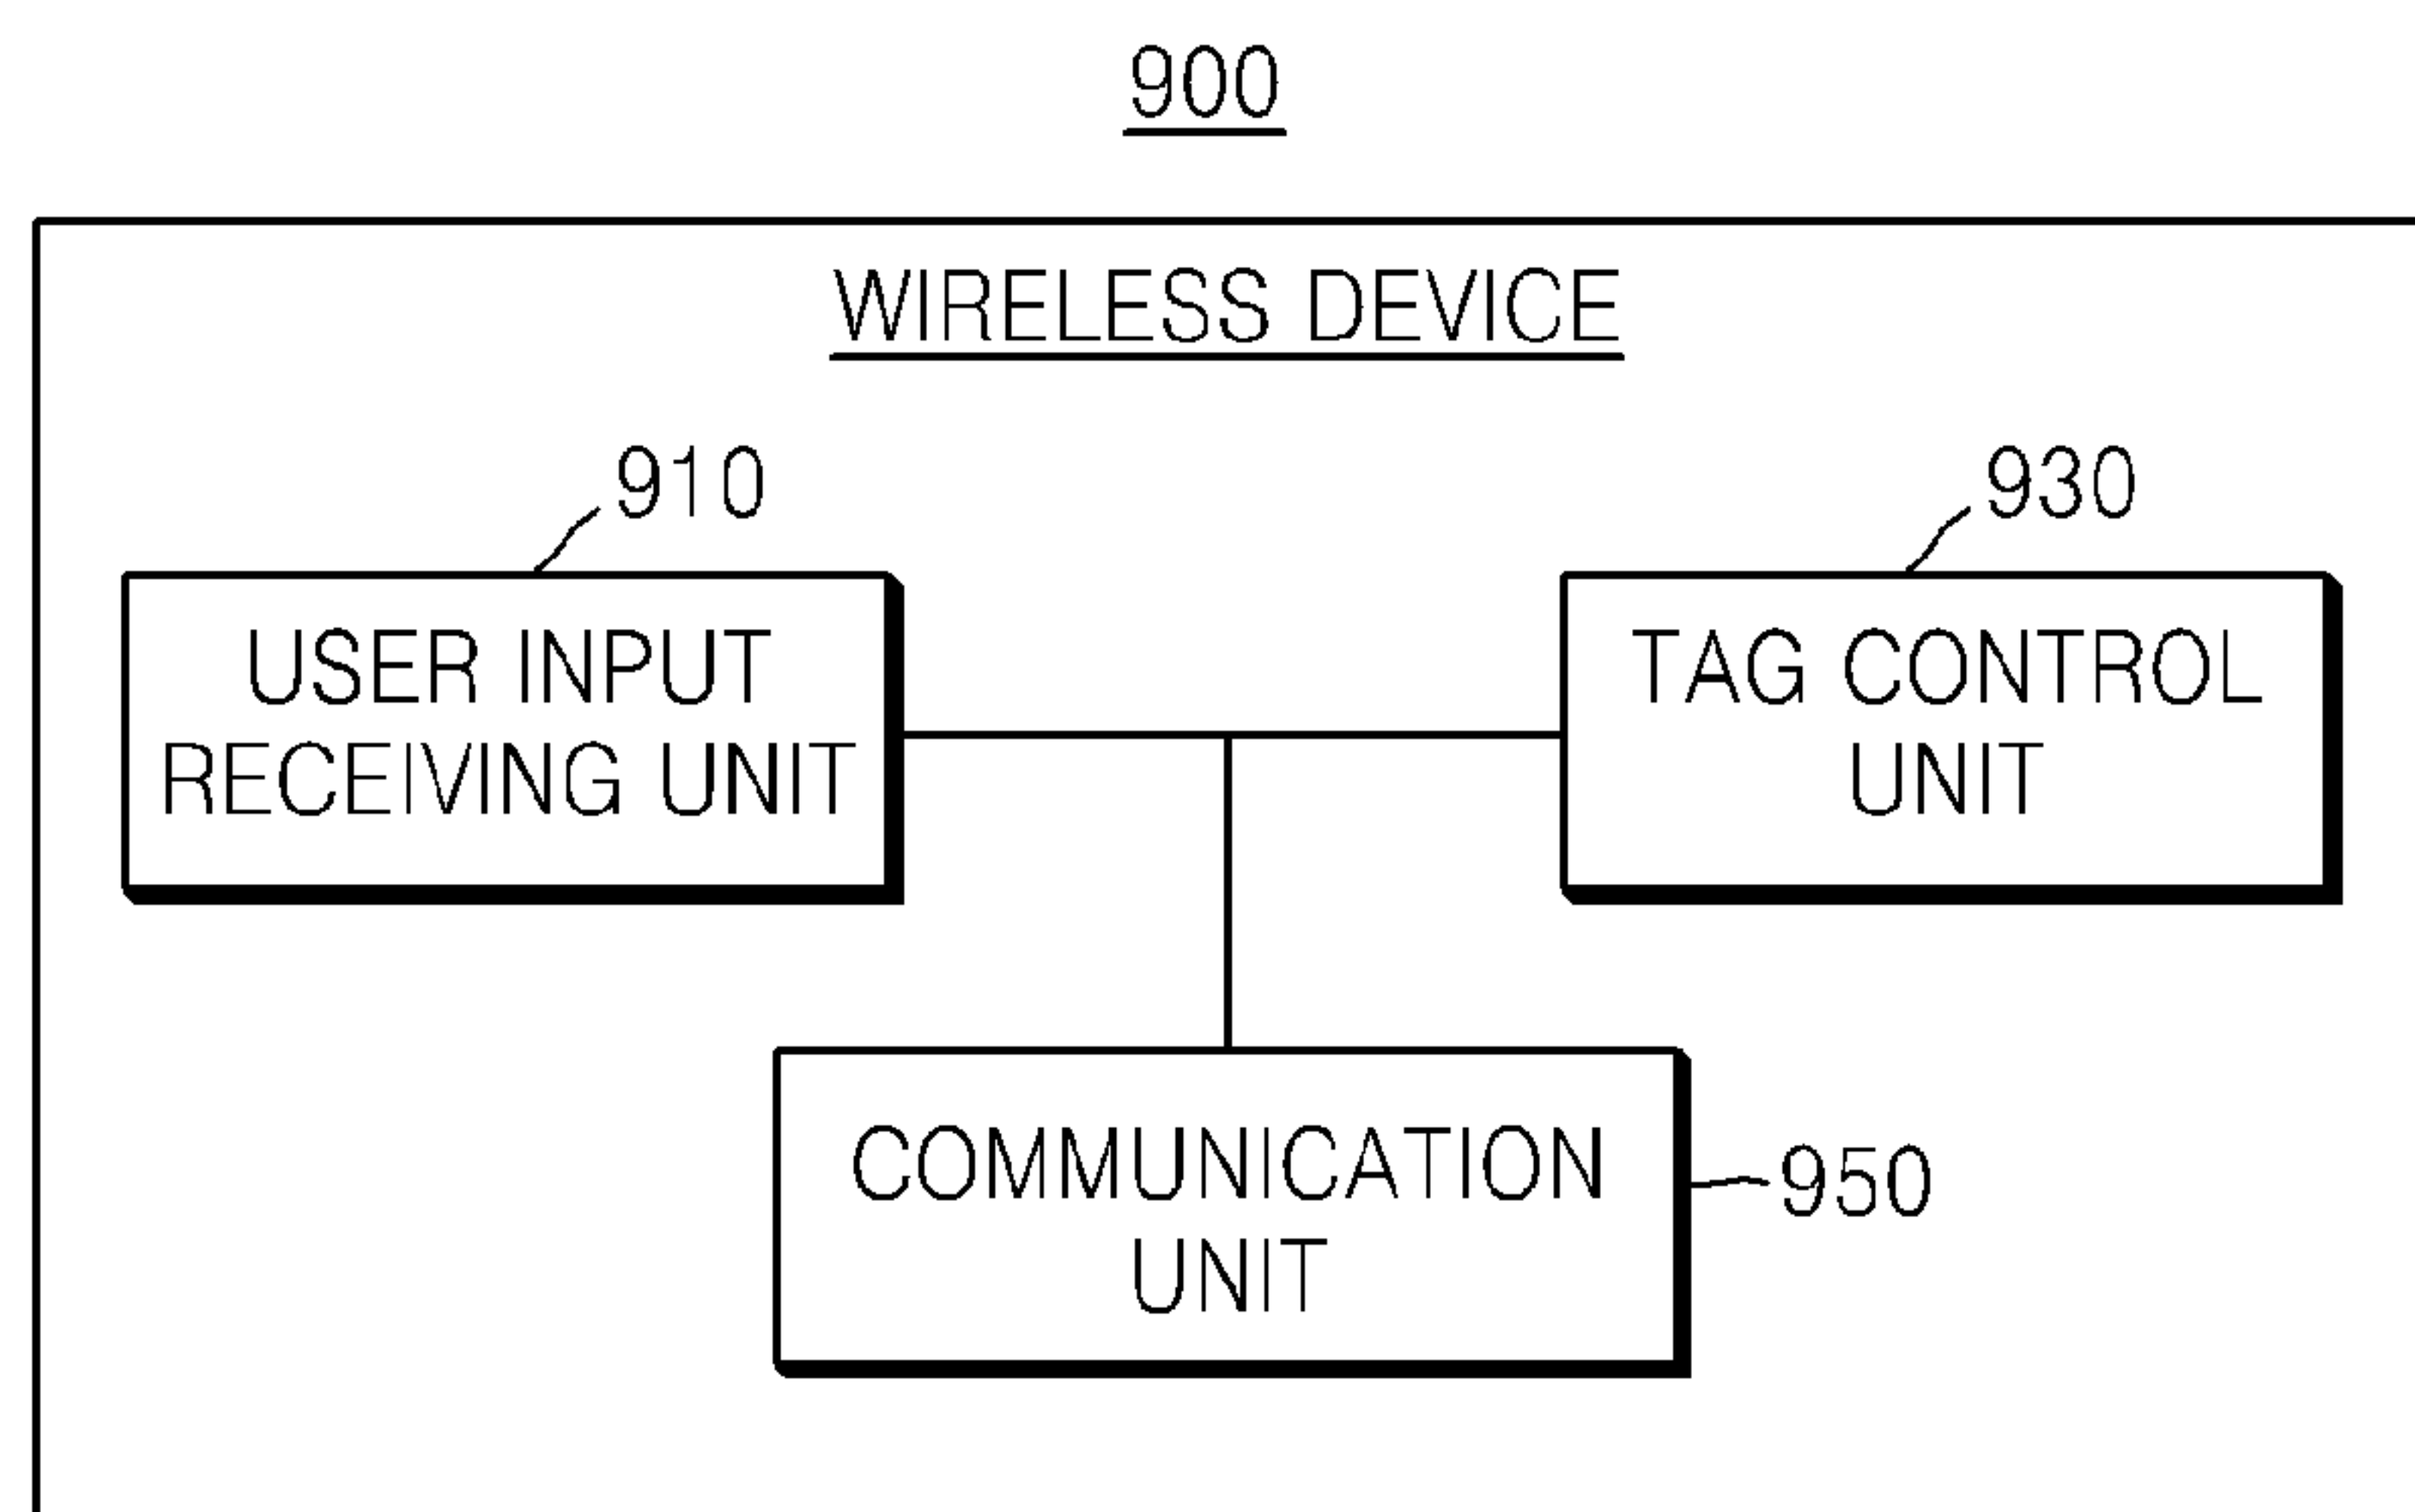 900
WIRELESS DEVICE
910
930
USER INPUT
RECEIVING UNIT
TAG CONTROL
UNIT
COMMUNICATION
UNIT
950